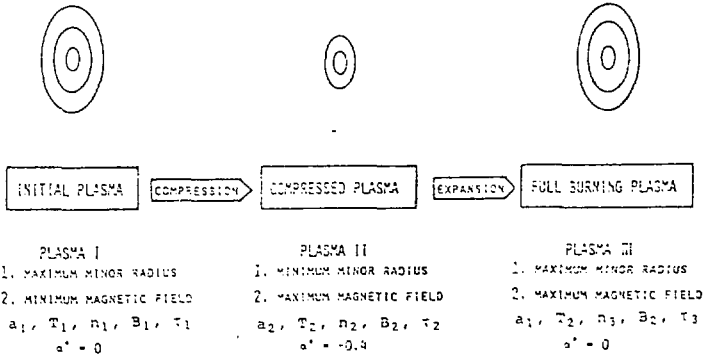 INITIAL PLASMA
COMPRESSION
COMPRESSED PLASMA
EXPANSION
FULL BURNING PLASMA
PLASMA I
1. MAXIMUM MINOR RADIUS
2. MINIMUM MAGNETIC FIELD
a₁, T₁, n₁, B₁, τ₁
α* = 0
PLASMA II
1. MINIMUM MINOR RADIUS
2. MAXIMUM MAGNETIC FIELD
a₂, T₂, n₂, B₂, τ₂
α* = -0.4
PLASMA III
1. MAXIMUM MINOR RADIUS
2. MAXIMUM MAGNETIC FIELD
a₁, T₂, n₃, B₂, τ₃
α* = 0